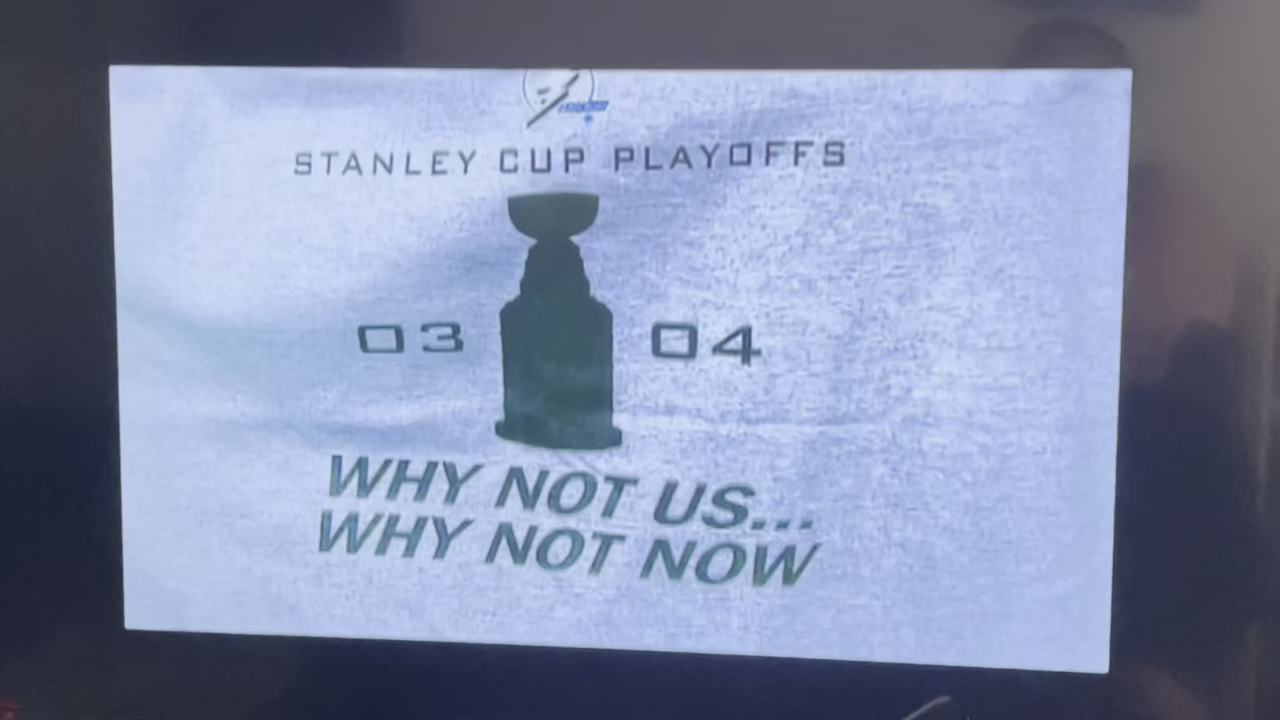 STANLEY CUP PLAYOFFS
03 04
WHY NOT US...
WHY NOT NOW